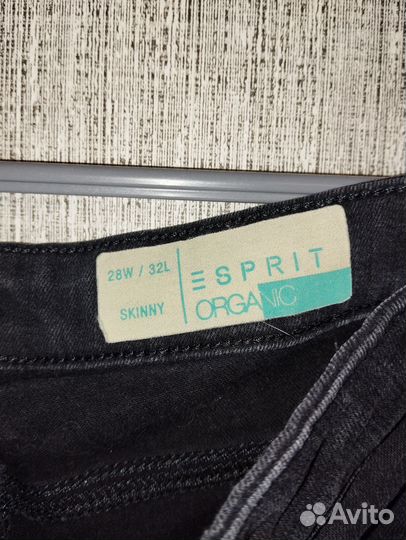 28W / 32L
SKINNY
ESPRIT
ORGANIC
Avito